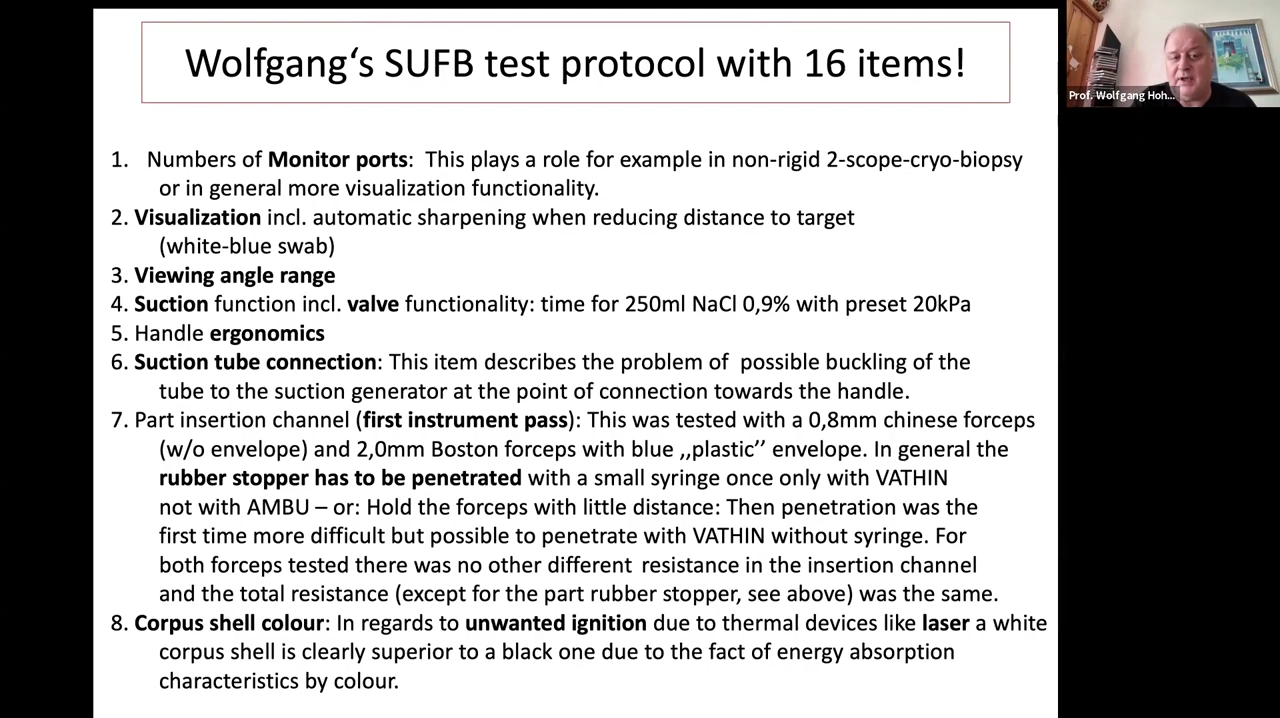 Wolfgang‘s SUFB test protocol with 16 items!
Prof. Wolfgang Hoh...
1. Numbers of Monitor ports: This plays a role for example in non-rigid 2-scope-cryo-biopsy
or in general more visualization functionality.
2. Visualization incl. automatic sharpening when reducing distance to target
(white-blue swab)
3. Viewing angle range
4. Suction function incl. valve functionality: time for 250ml NaCl 0,9% with preset 20kPa
5. Handle ergonomics
6. Suction tube connection: This item describes the problem of possible buckling of the
tube to the suction generator at the point of connection towards the handle.
7. Part insertion channel (first instrument pass): This was tested with a 0,8mm chinese forceps
(w/o envelope) and 2,0mm Boston forceps with blue ,,plastic’’ envelope. In general the
rubber stopper has to be penetrated with a small syringe once only with VATHIN
not with AMBU – or: Hold the forceps with little distance: Then penetration was the
first time more difficult but possible to penetrate with VATHIN without syringe. For
both forceps tested there was no other different resistance in the insertion channel
and the total resistance (except for the part rubber stopper, see above) was the same.
8. Corpus shell colour: In regards to unwanted ignition due to thermal devices like laser a white
corpus shell is clearly superior to a black one due to the fact of energy absorption
characteristics by colour.